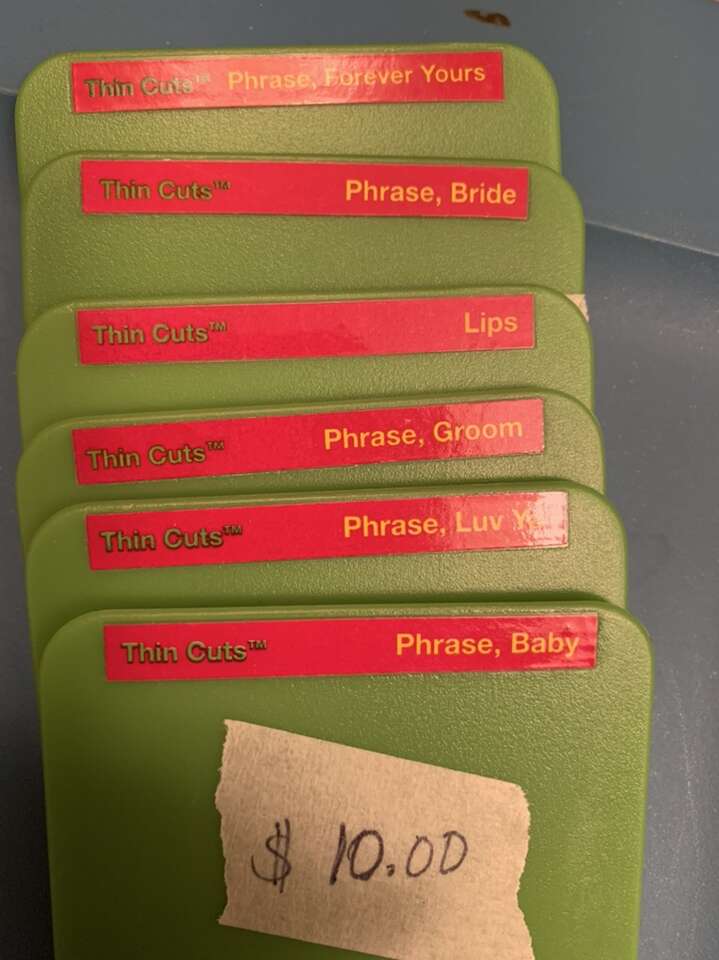 Thin Cuts™ Phrase, Forever Yours
Thin Cuts™ Phrase, Bride
Thin Cuts™ Lips
Thin Cuts™ Phrase, Groom
Thin Cuts™ Phrase, Luv
Thin Cuts™ Phrase, Baby
$ 10.00